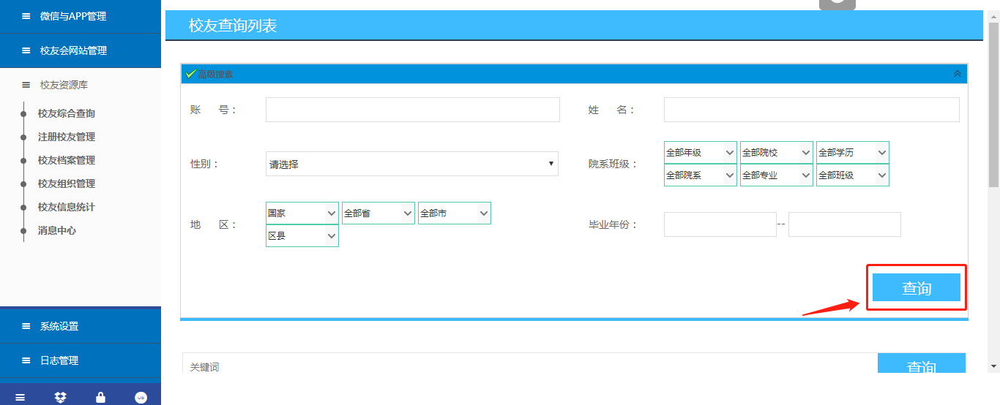 微信与APP管理
校友会网站管理
校友资源库
校友综合查询
注册校友管理
校友档案管理
校友组织管理
校友信息统计
消息中心
系统设置
日志管理
校友查询列表
高级搜索
账 号： 姓 名：
性别： 请选择 院系班级： 全部年级 全部院校 全部学历
全部院系 全部专业 全部班级
地 区： 国家 全部省 全部市
区县
毕业年份： --
查询
关键词 查询